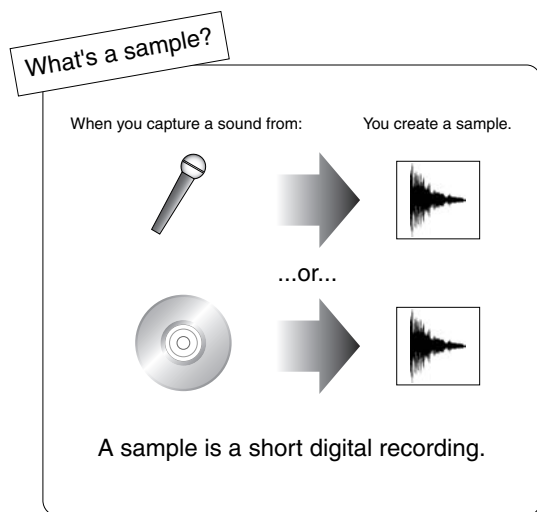 What's a sample?
When you capture a sound from:
You create a sample.
...or...
A sample is a short digital recording.